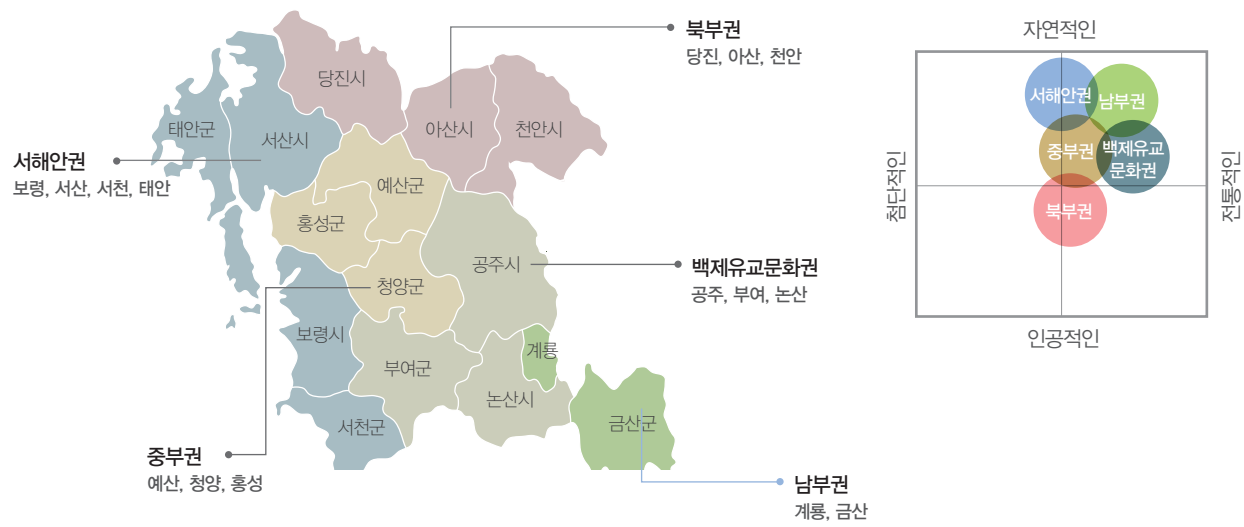 북부권
당진, 아산, 천안
당진시
아산시
천안시
태안군
서산시
서해안권
보령, 서산, 서천, 태안
예산군
홍성군
공주시
백제유교문화권
공주, 부여, 논산
청양군
보령시
계룡
부여군
논산시
서천군
금산군
중부권
예산, 청양, 홍성
남부권
계룡, 금산
자연적인
서해안권
남부권
중부권
백제유교
문화권
북부권
첨단적인
전통적인
인공적인